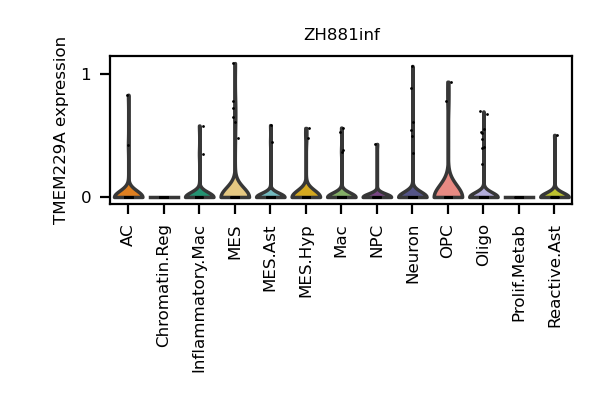 ZH881inf
TMEM229A expression
1
0
AC
Chromatin.Reg
Inflammatory.Mac
MES
MES.Ast
MES.Hyp
Mac
NPC
Neuron
OPC
Oligo
Prolif.Metab
Reactive.Ast